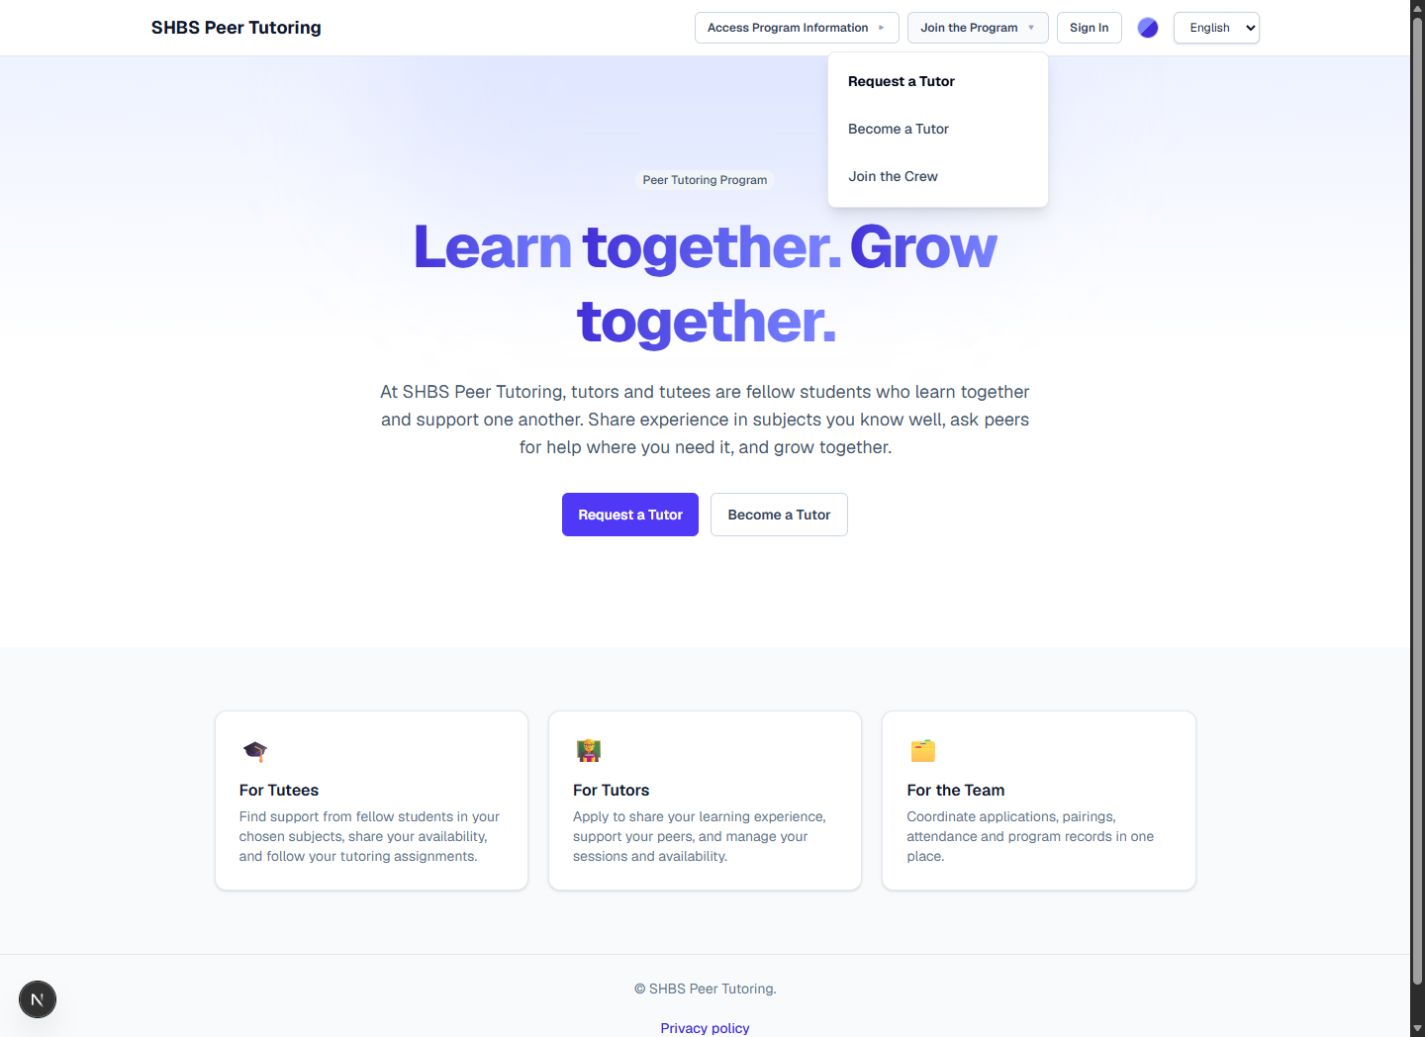 SHBS Peer Tutoring
Access Program Information
Join the Program
Sign In
English
Request a Tutor
Become a Tutor
Join the Crew
Peer Tutoring Program
Learn together. Grow
together.
At SHBS Peer Tutoring, tutors and tutees are fellow students who learn together
and support one another. Share experience in subjects you know well, ask peers
for help where you need it, and grow together.
Request a Tutor
Become a Tutor
For Tutees
Find support from fellow students in your
chosen subjects, share your availability,
and follow your tutoring assignments.
For Tutors
Apply to share your learning experience,
support your peers, and manage your
sessions and availability.
For the Team
Coordinate applications, pairings,
attendance and program records in one
place.
© SHBS Peer Tutoring.
N
Privacy policy